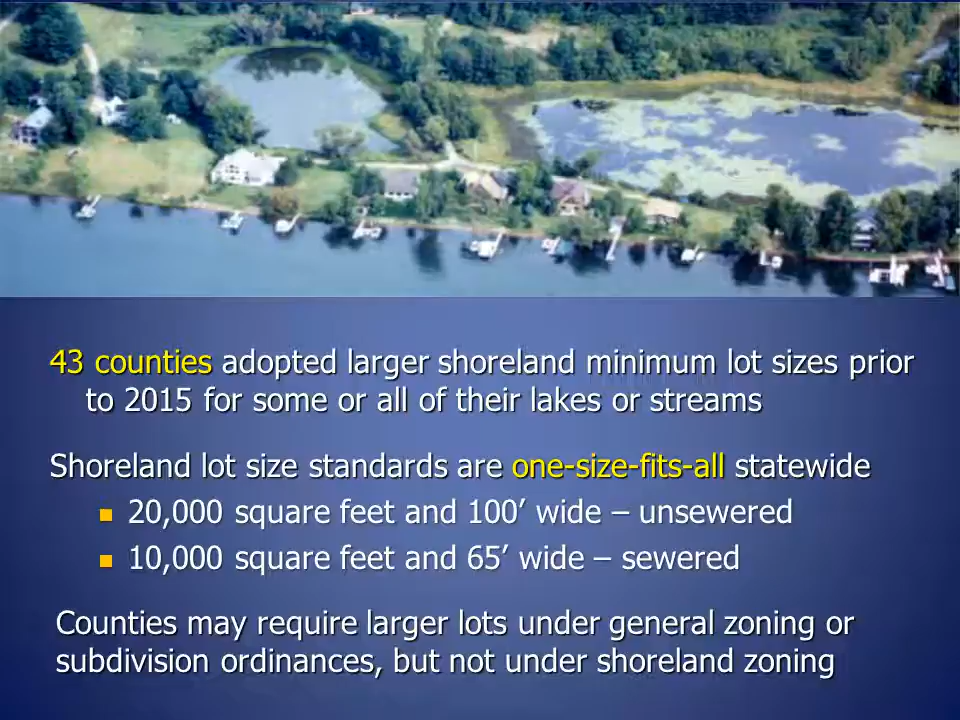 43 counties adopted larger shoreland minimum lot sizes prior
to 2015 for some or all of their lakes or streams
Shoreland lot size standards are one-size-fits-all statewide
20,000 square feet and 100’ wide – unsewered
10,000 square feet and 65’ wide – sewered
Counties may require larger lots under general zoning or
subdivision ordinances, but not under shoreland zoning